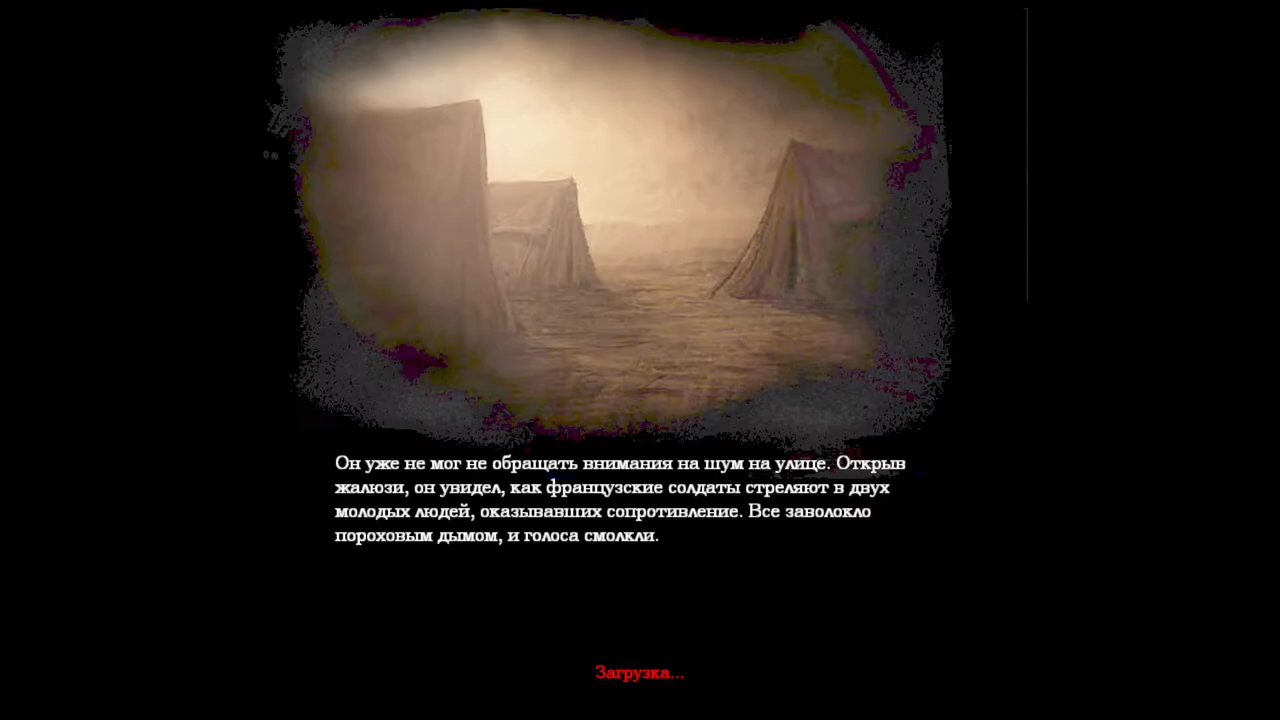 Он уже не мог не обращать внимания на шум на улице. Открыв
жалюзи, он увидел, как французские солдаты стреляют в двух
молодых людей, оказывавших сопротивление. Все заволокло
пороховым дымом, и голоса смолкли.
Загрузка...